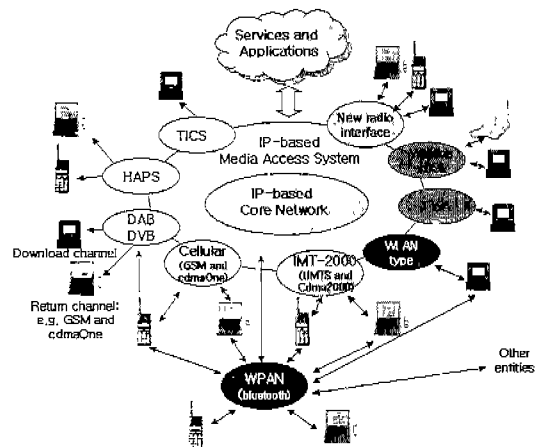 Services and
Applications
New radio
interface
TICS
IP-based
Media Access System
HAPS
IP-based
Core Network
DAB
DVB
Download channel
Cellular
(GSM and
cdmaOne)
IMT-2000
(UMTS and
Cdma2000)
WLAN
type
Return channel:
e,g, GSM and
cdmaOne
Other
entities
WPAN
(bluetooth)